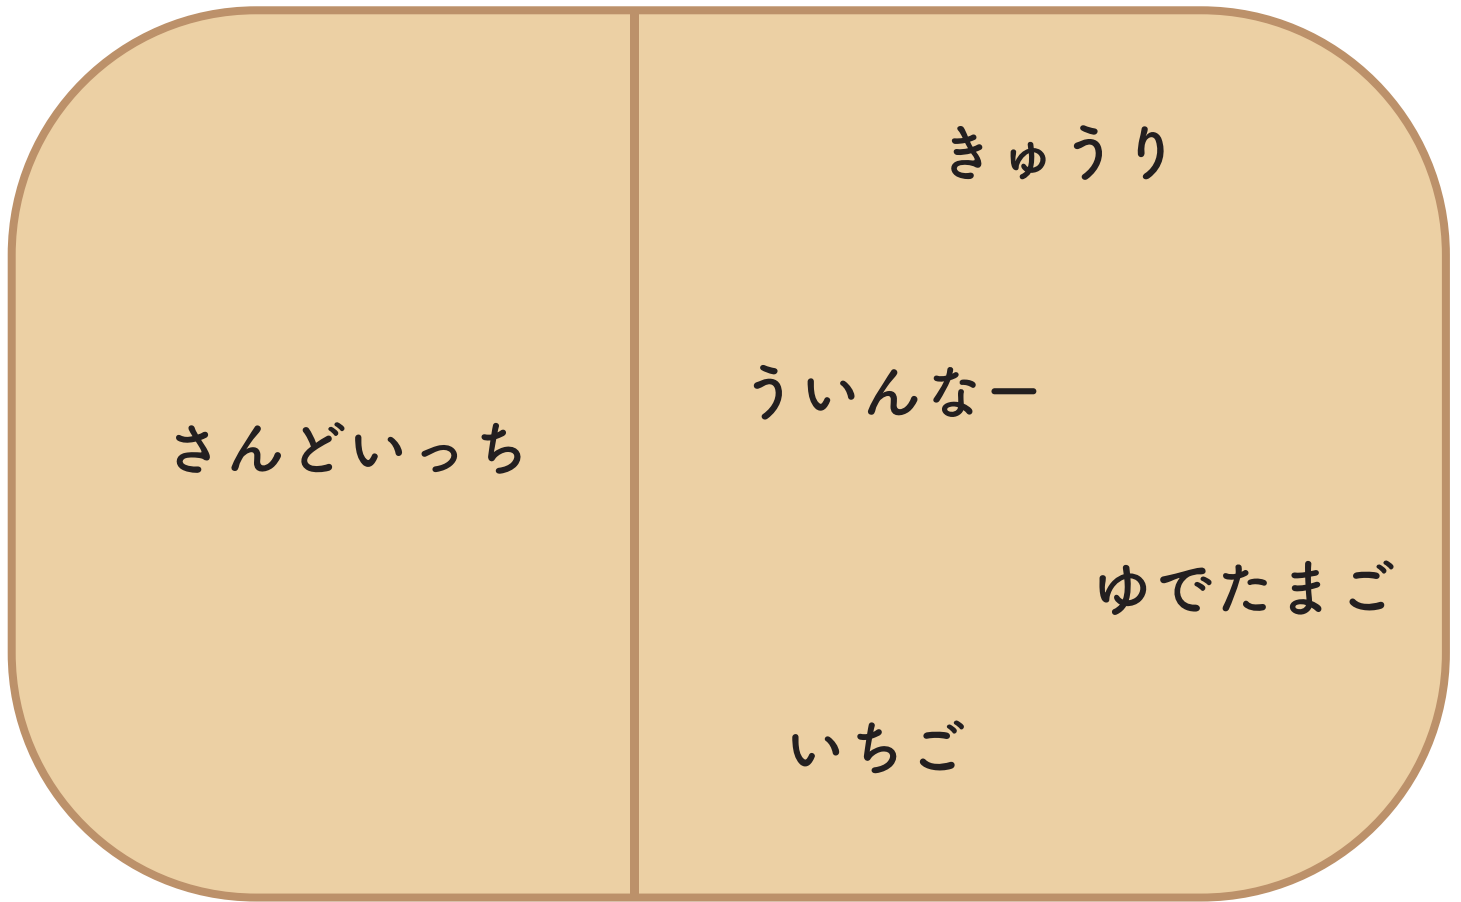 さんどいっち
きゅうり
ういんなー
ゆでたまご
いちご